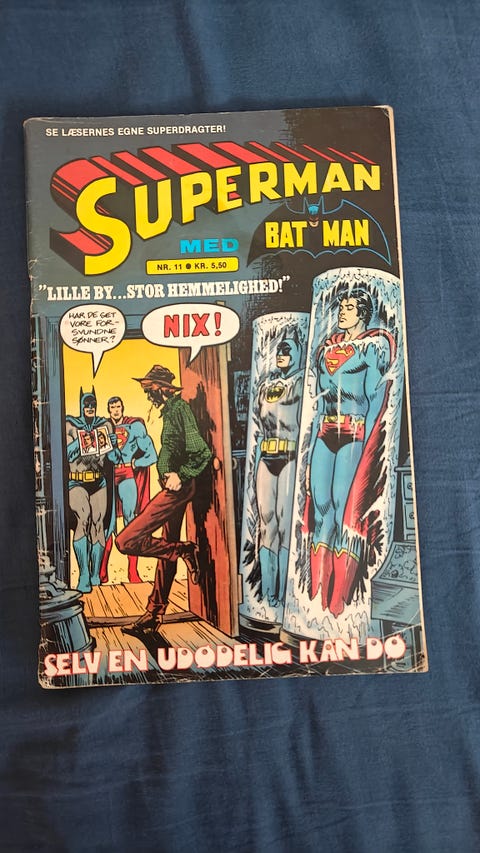 SE LÆSERNES EGNE SUPERDRAGTER!
SUPERMAN
MED
BATMAN
NR. 11 ● KR. 5,50
"LILLE BY...STOR HEMMELIGHED!"
HAR DE SET
VORE FOR-
SVUNDNE
SØNNER?
NIX!
SELV EN UDØDELIG KAN DØ